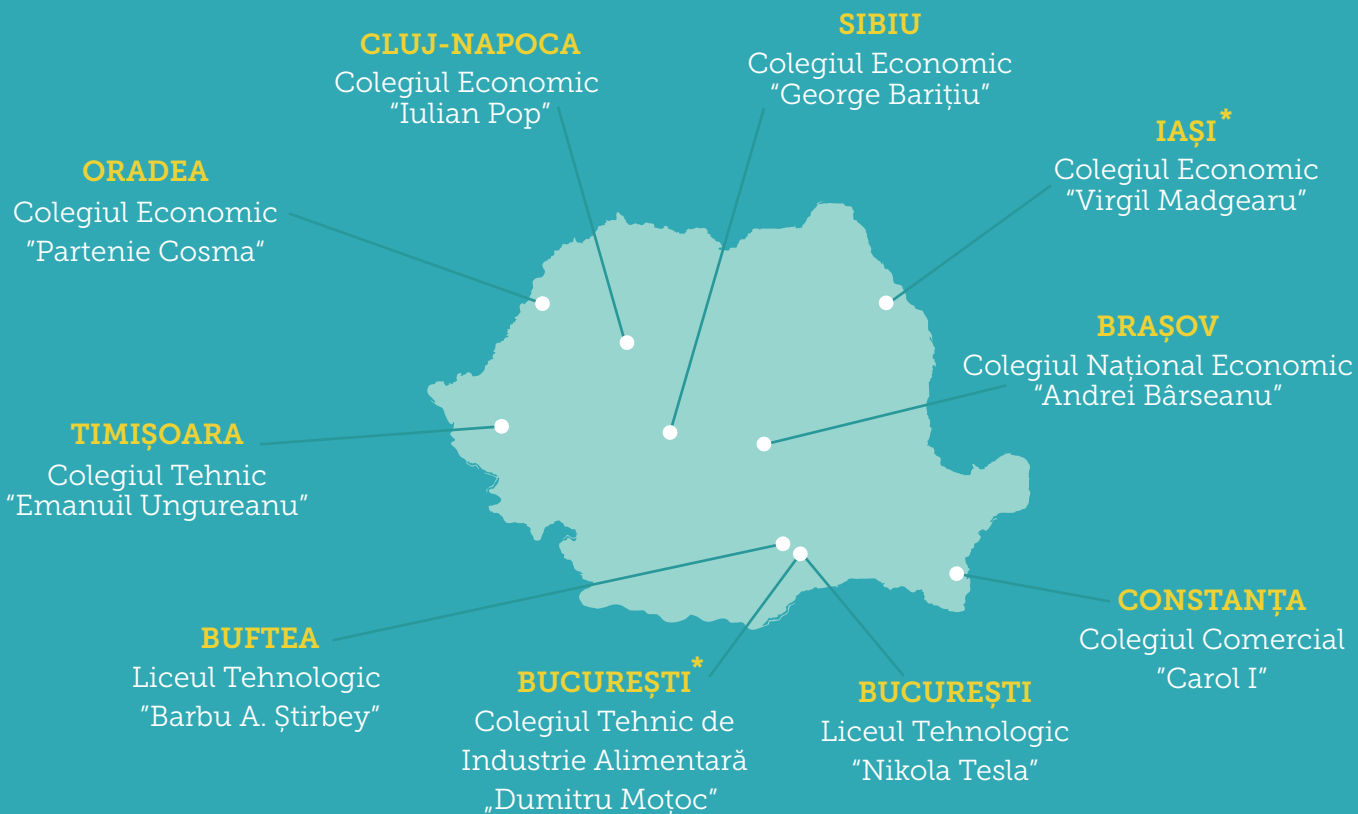 SIBIU
Colegiul Economic
"George Barițiu"
CLUJ-NAPOCA
Colegiul Economic
"Iulian Pop"
IAȘI*
Colegiul Economic
"Virgil Madgearu"
ORADEA
Colegiul Economic
"Partenie Cosma“
BRAȘOV
Colegiul Național Economic
"Andrei Bârseanu"
TIMIȘOARA
Colegiul Tehnic
"Emanuil Ungureanu"
CONSTANȚA
Colegiul Comercial
"Carol I"
BUFTEA
Liceul Tehnologic
"Barbu A. Știrbey"
BUCUREȘTI*
Colegiul Tehnic de
Industrie Alimentară
„Dumitru Moțoc”
BUCUREȘTI
Liceul Tehnologic
"Nikola Tesla"